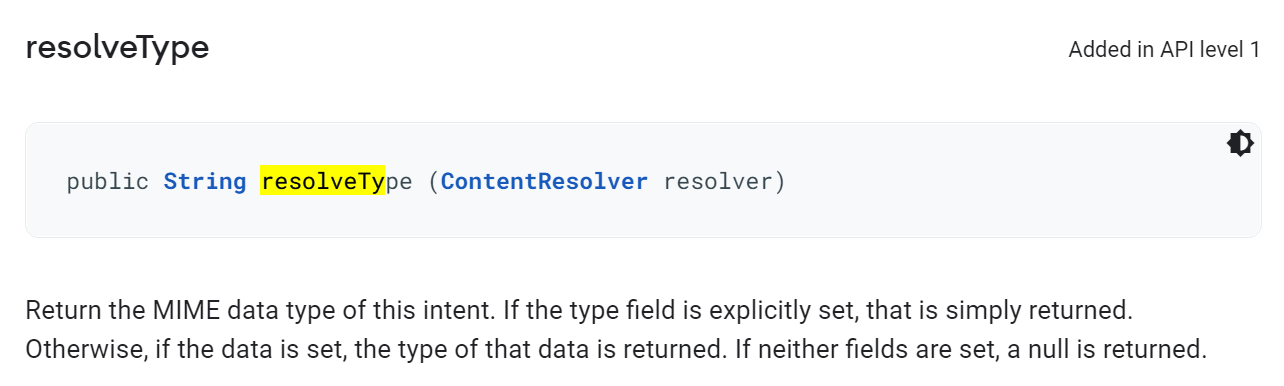 resolveType
Added in API level 1
public String resolveType (ContentResolver resolver)
Return the MIME data type of this intent. If the type field is explicitly set, that is simply returned.
Otherwise, if the data is set, the type of that data is returned. If neither fields are set, a null is returned.